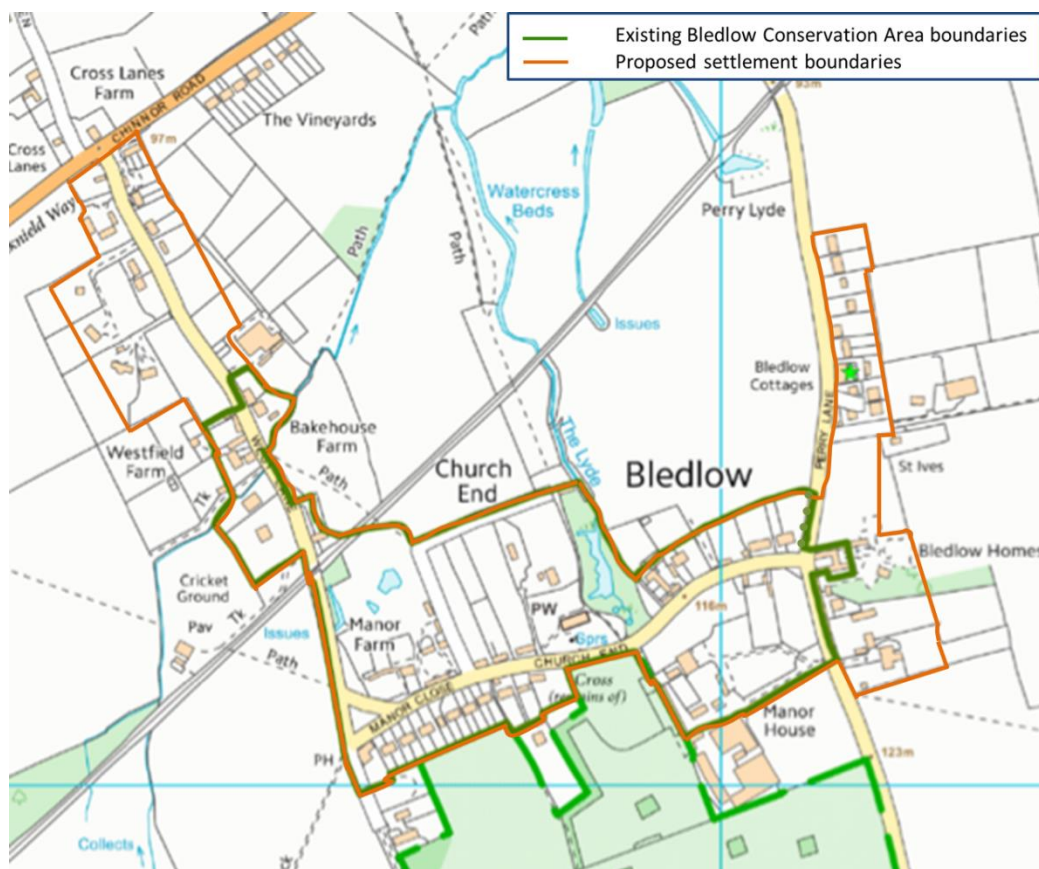 Existing Bledlow Conservation Area boundaries
Proposed settlement boundaries
Path
93m
Cross Lanes
Farm
CHINNOR ROAD
97m
The Vineyards
Cross
Lanes
Watercress
Beds
Perry Lyde
Path
Path
Issues
Bledlow
Cottages
PERRY LANE
Bakehouse
Farm
Westfield
Farm
Path
Church
End
The Lyde
Bledlow
St Ives
Tk
Bledlow Homes
Cricket
Ground
Pav
Tk
Issues
Path
Manor
Farm
PW
116m
Sprs
CHURCH END
Cross
(remains of)
MANOR CLOSE
Manor
House
PH
123m
Collects